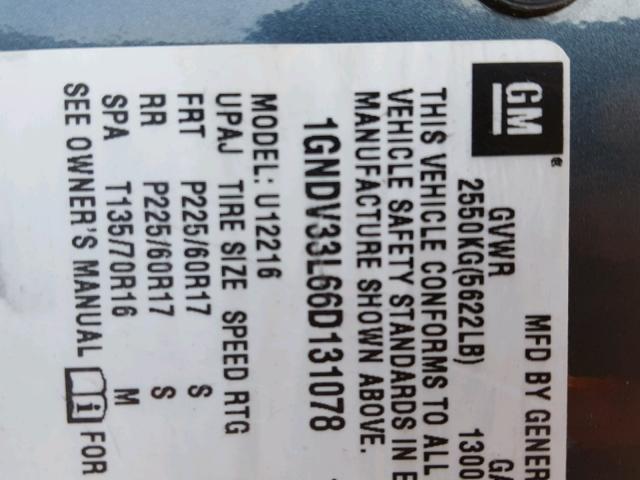 GM
MFD BY GENER
GVWR GA
2550KG(5622LB) 1300
THIS VEHICLE CONFORMS TO ALL
VEHICLE SAFETY STANDARDS IN E
MANUFACTURE SHOWN ABOVE.
1GNDV33L66D131078
MODEL: U12216
UPAJ TIRE SIZE SPEED RTG
FRT P225/60R17 S
RR P225/60R17 S
SPA T135/70R16 M
SEE OWNER'S MANUAL i FOR